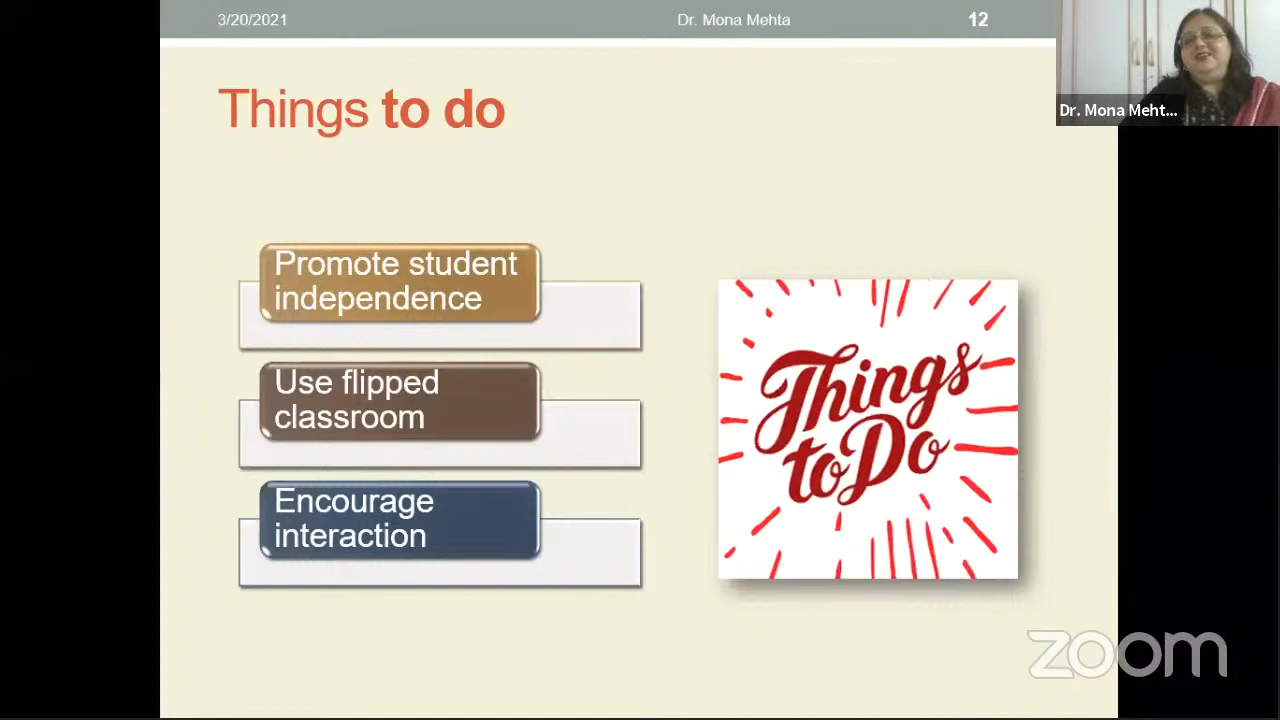 3/20/2021
Dr. Mona Mehta
12
Dr. Mona Meht...
Things to do
Promote student
independence
Use flipped
classroom
Encourage
interaction
Things
to Do
zoom